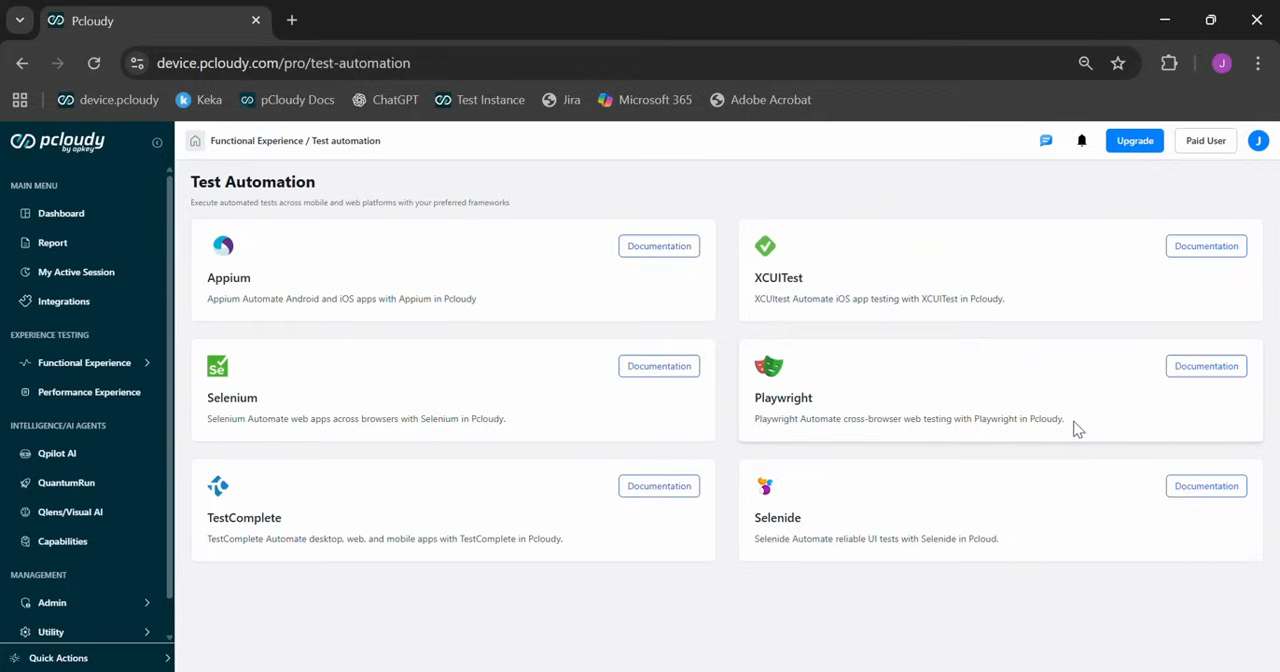 Pcloudy
device.pcloudy.com/pro/test-automation
J
device.pcloudy
Keka
pCloudy Docs
ChatGPT
Test Instance
Jira
Microsoft 365
Adobe Acrobat
pcloudy
by opkey
Functional Experience / Test automation
Upgrade
Paid User
J
MAIN MENU
Dashboard
Report
My Active Session
Integrations
EXPERIENCE TESTING
Functional Experience
Performance Experience
INTELLIGENCE/AI AGENTS
Qpilot AI
QuantumRun
Qlens/Visual AI
Capabilities
MANAGEMENT
Admin
Utility
Quick Actions
Test Automation
Execute automated tests across mobile and web platforms with your preferred frameworks
Documentation
Appium
Appium Automate Android and iOS apps with Appium in Pcloudy
Documentation
XCUITest
XCUItest Automate iOS app testing with XCUITest in Pcloudy.
Se
Documentation
Selenium
Selenium Automate web apps across browsers with Selenium in Pcloudy.
Documentation
Playwright
Playwright Automate cross-browser web testing with Playwright in Pcloudy.
Documentation
TestComplete
TestComplete Automate desktop, web, and mobile apps with TestComplete in Pcloudy.
Documentation
Selenide
Selenide Automate reliable UI tests with Selenide in Pcloud.